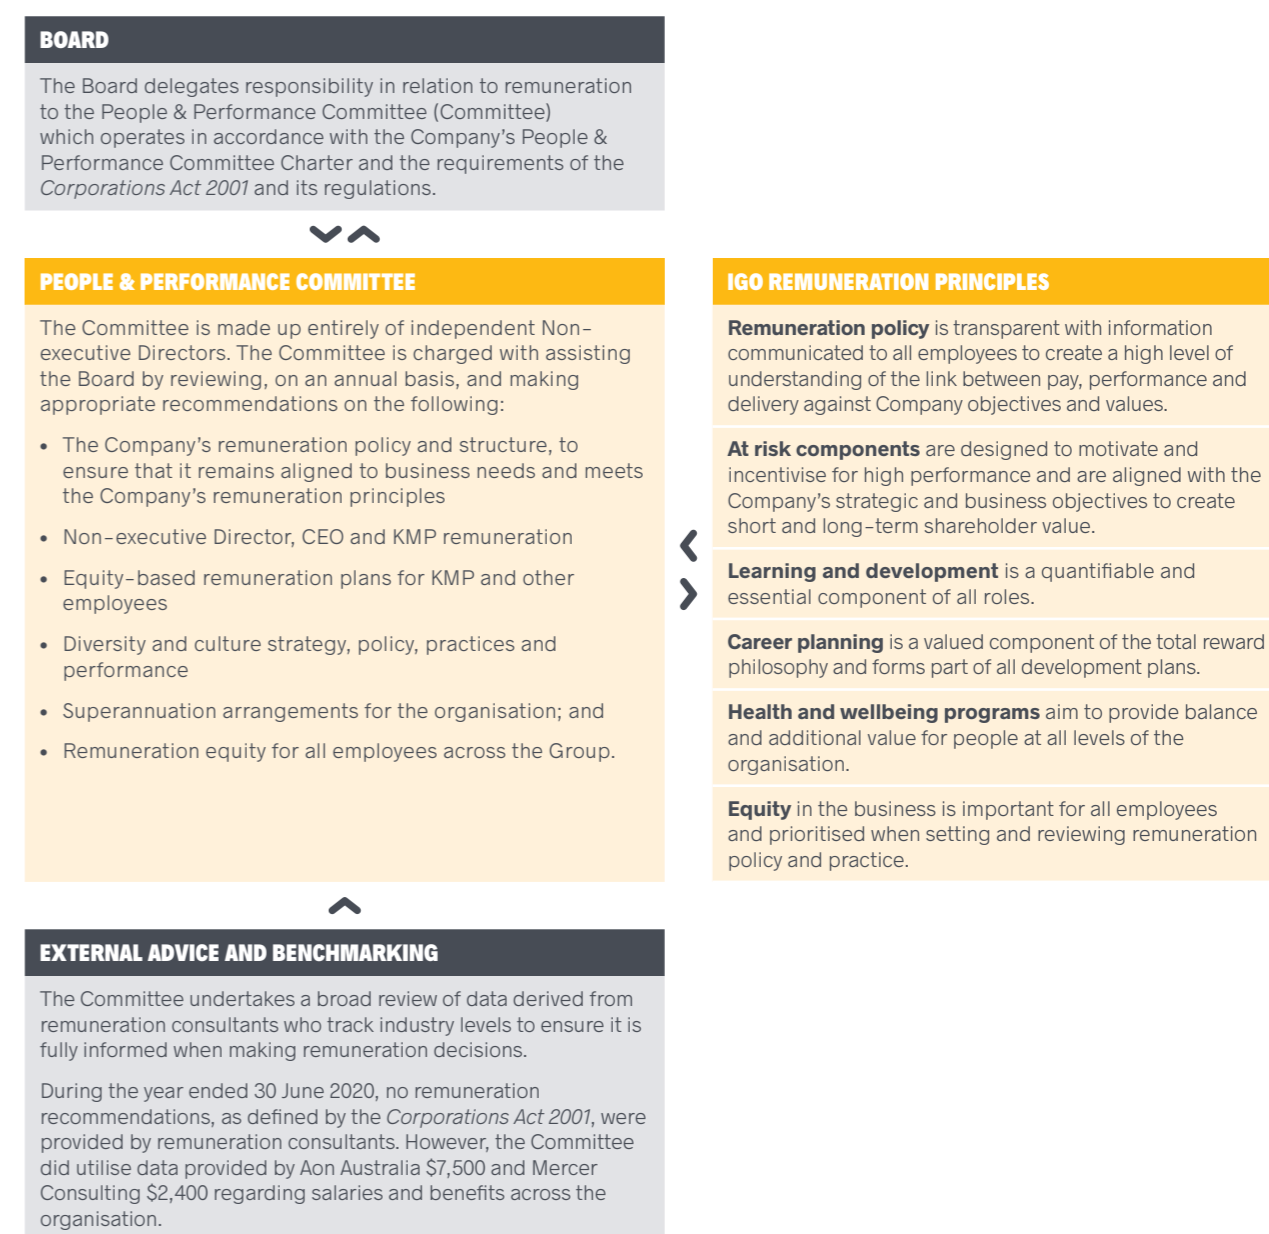 BOARD
The Board delegates responsibility in relation to remuneration
to the People & Performance Committee (Committee)
which operates in accordance with the Company’s People &
Performance Committee Charter and the requirements of the
Corporations Act 2001 and its regulations.
PEOPLE & PERFORMANCE COMMITTEE
The Committee is made up entirely of independent Non-
executive Directors. The Committee is charged with assisting
the Board by reviewing, on an annual basis, and making
appropriate recommendations on the following:
• The Company’s remuneration policy and structure, to
ensure that it remains aligned to business needs and meets
the Company’s remuneration principles
• Non-executive Director, CEO and KMP remuneration
• Equity-based remuneration plans for KMP and other
employees
• Diversity and culture strategy, policy, practices and
performance
• Superannuation arrangements for the organisation; and
• Remuneration equity for all employees across the Group.
IGO REMUNERATION PRINCIPLES
Remuneration policy is transparent with information
communicated to all employees to create a high level of
understanding of the link between pay, performance and
delivery against Company objectives and values.
At risk components are designed to motivate and
incentivise for high performance and are aligned with the
Company’s strategic and business objectives to create
short and long-term shareholder value.
Learning and development is a quantifiable and
essential component of all roles.
Career planning is a valued component of the total reward
philosophy and forms part of all development plans.
Health and wellbeing programs aim to provide balance
and additional value for people at all levels of the
organisation.
Equity in the business is important for all employees
and prioritised when setting and reviewing remuneration
policy and practice.
EXTERNAL ADVICE AND BENCHMARKING
The Committee undertakes a broad review of data derived from
remuneration consultants who track industry levels to ensure it is
fully informed when making remuneration decisions.
During the year ended 30 June 2020, no remuneration
recommendations, as defined by the Corporations Act 2001, were
provided by remuneration consultants. However, the Committee
did utilise data provided by Aon Australia $7,500 and Mercer
Consulting $2,400 regarding salaries and benefits across the
organisation.